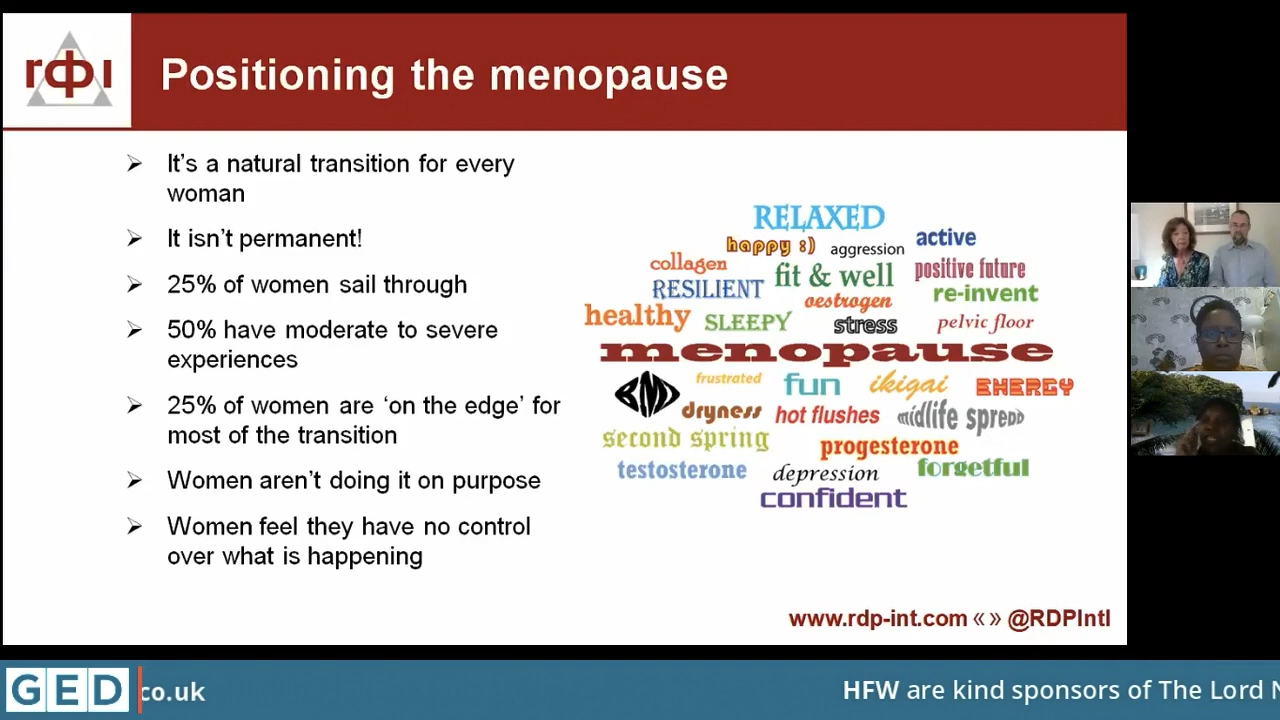 rφı
Positioning the menopause
It's a natural transition for every
woman
It isn't permanent!
25% of women sail through
50% have moderate to severe
experiences
25% of women are 'on the edge' for
most of the transition
Women aren't doing it on purpose
Women feel they have no control
over what is happening
RELAXED
happy :) aggression active
collagen fit & well positive future
RESILIENT oestrogen re-invent
healthy SLEEPY stress pelvic floor
menopause
BMI frustrated fun ikigai ENERGY
dryness hot flushes midlife spread
second spring progesterone
testosterone depression forgetful
confident
www.rdp-int.com «» @RDPIntl
GED co.uk
HFW are kind sponsors of The Lord